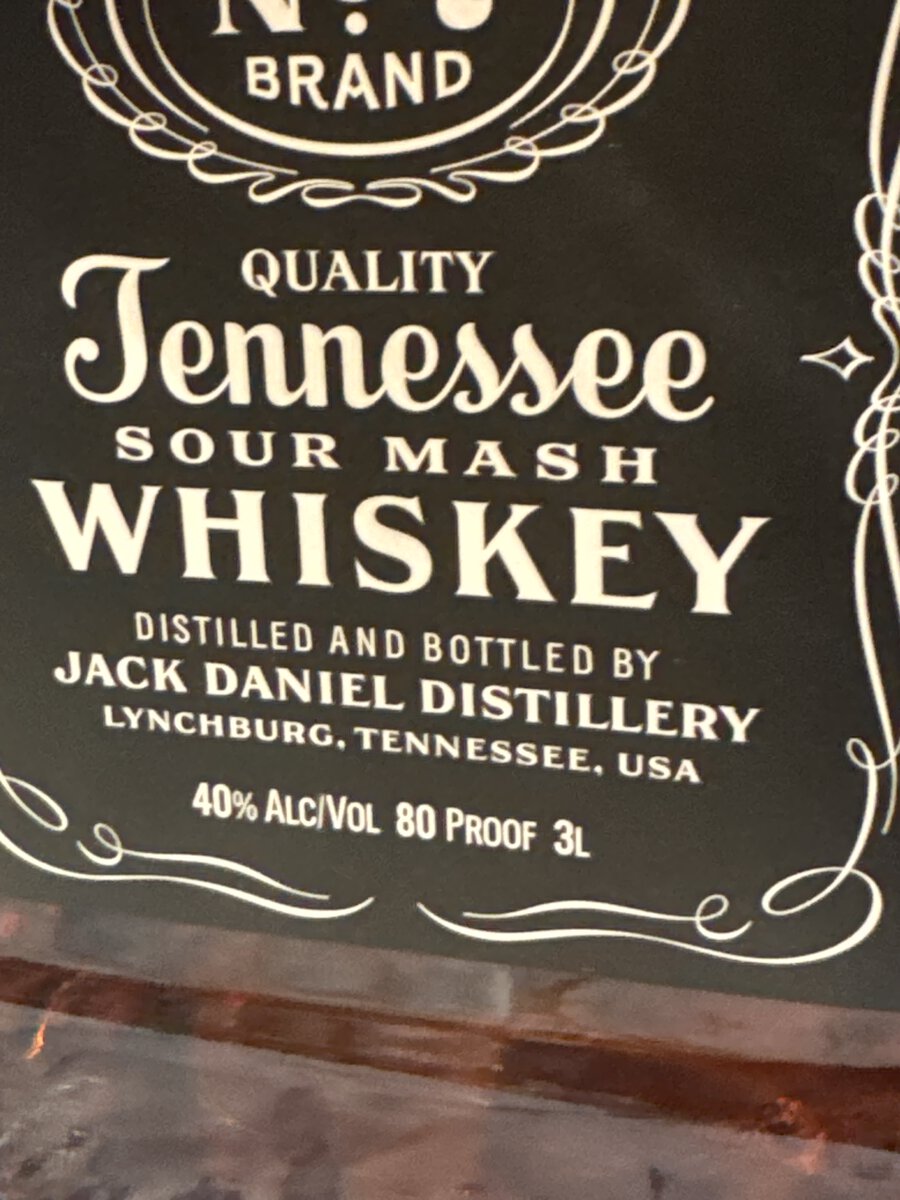 BRAND
QUALITY
Tennessee
SOUR MASH
WHISKEY
DISTILLED AND BOTTLED BY
JACK DANIEL DISTILLERY
LYNCHBURG, TENNESSEE, USA
40% ALC/VOL 80 PROOF 3L